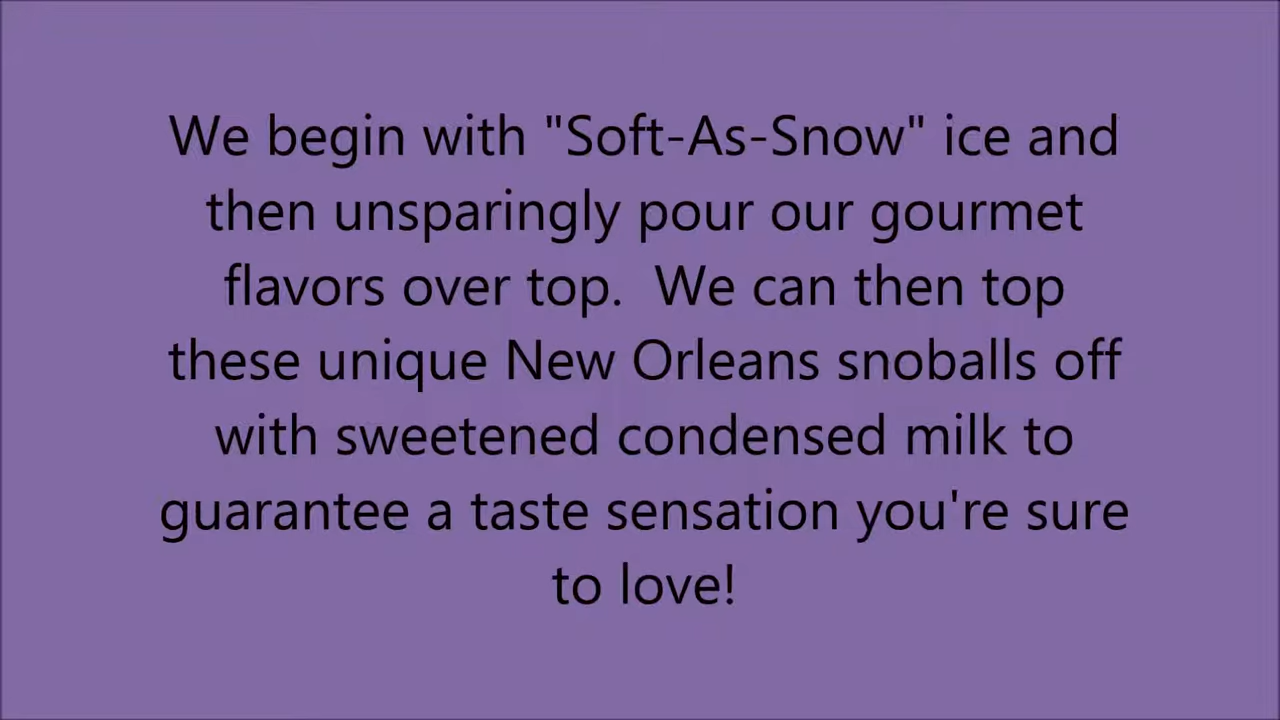 We begin with "Soft-As-Snow" ice and
then unsparingly pour our gourmet
flavors over top.  We can then top
these unique New Orleans snoballs off
with sweetened condensed milk to
guarantee a taste sensation you're sure
to love!